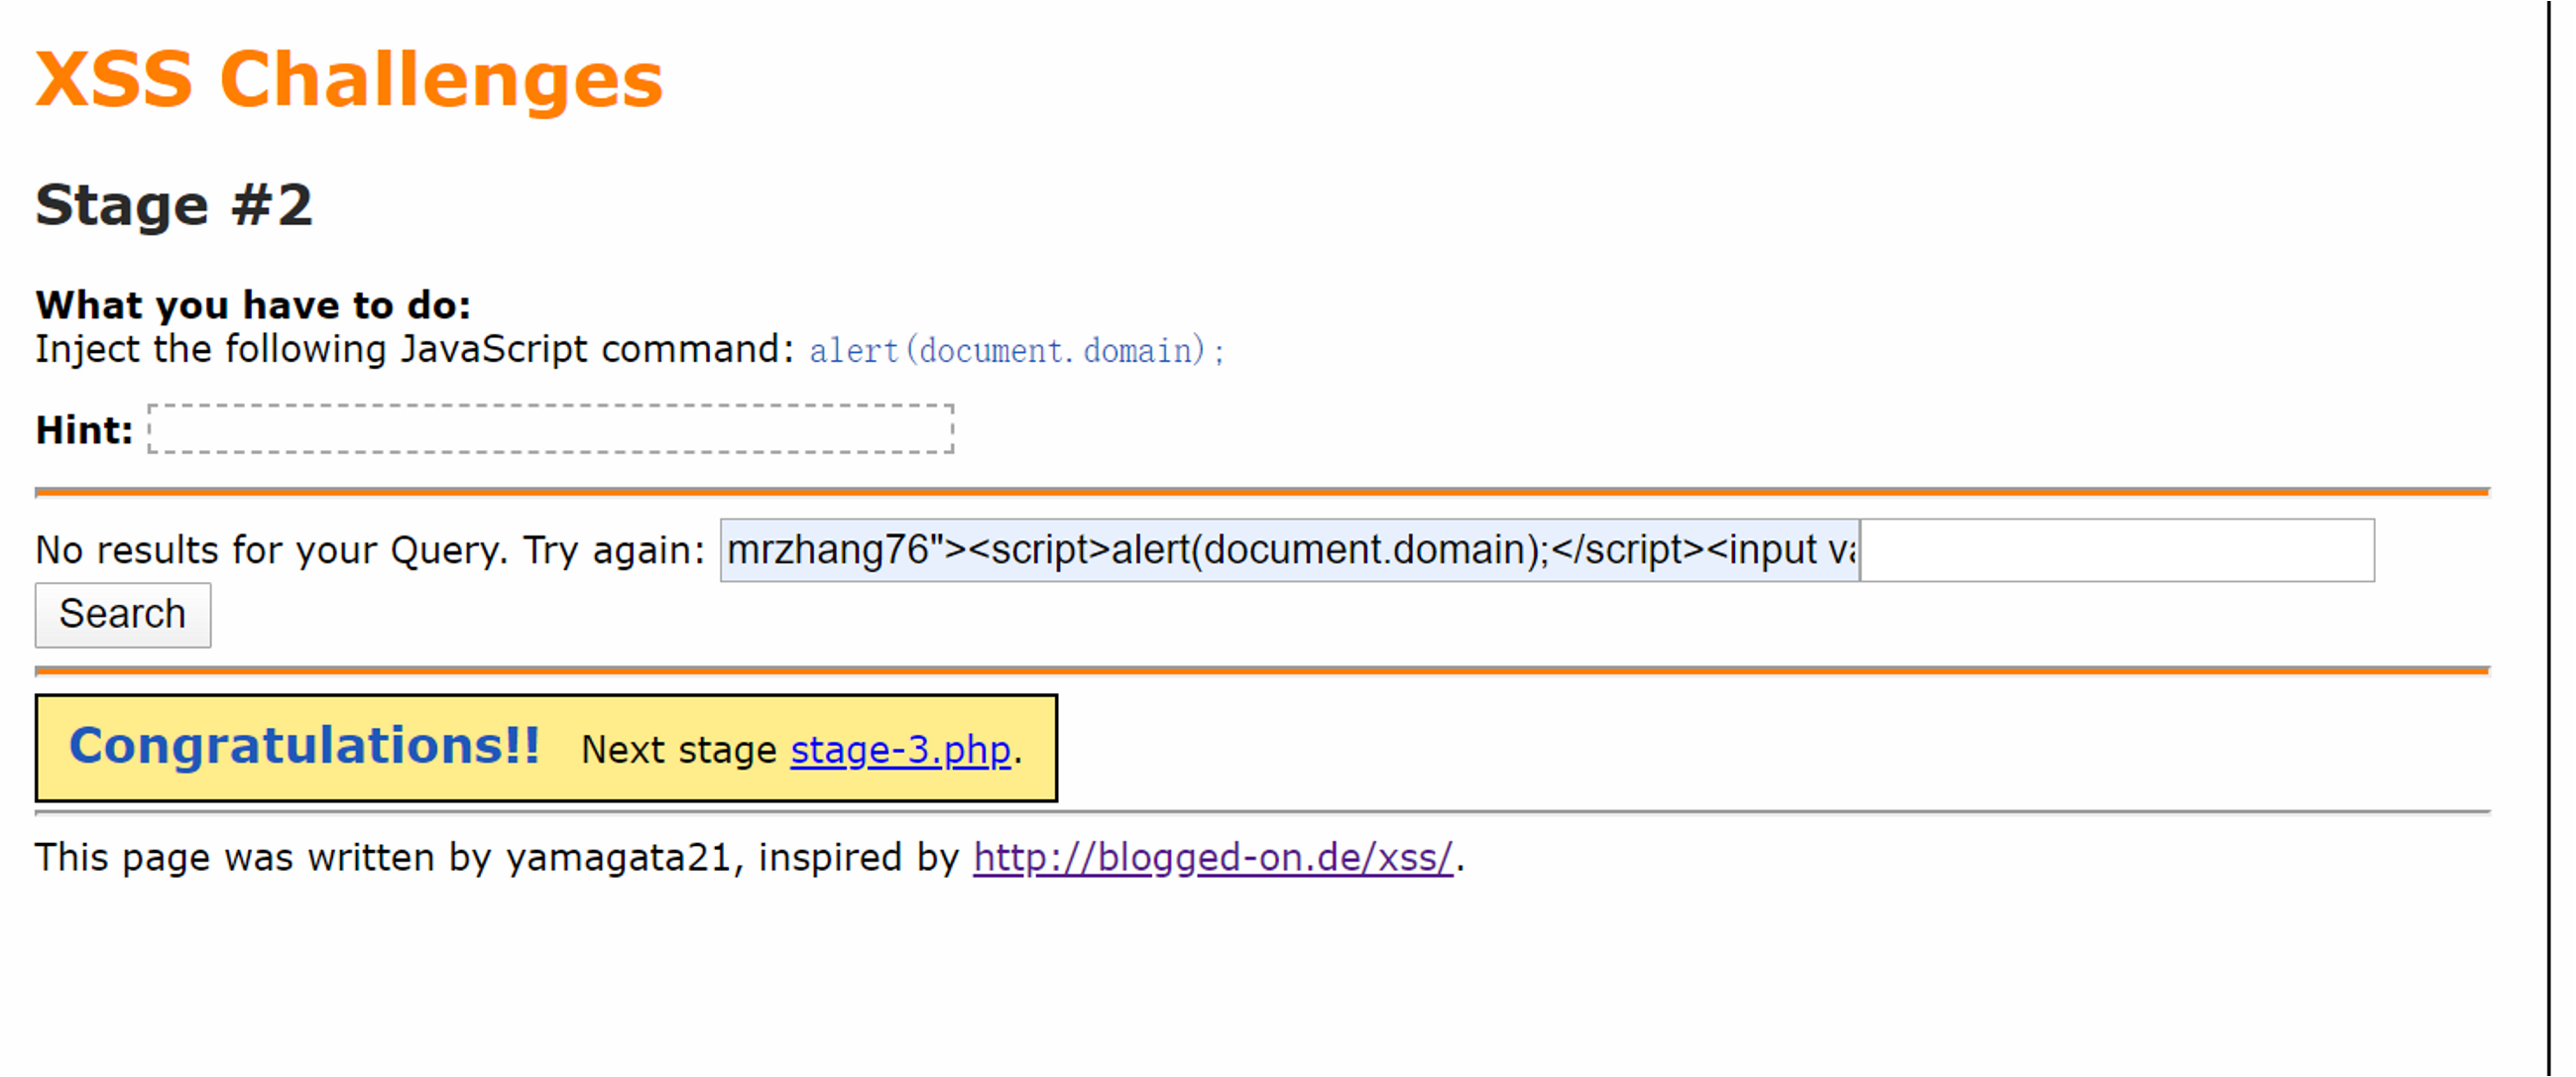 XSS Challenges
Stage #2
What you have to do:
Inject the following JavaScript command: alert(document.domain);
Hint:
No results for your Query. Try again: mrzhang76"><script>alert(document.domain);</script><input va
Search
Congratulations!! Next stage stage-3.php.
This page was written by yamagata21, inspired by http://blogged-on.de/xss/.